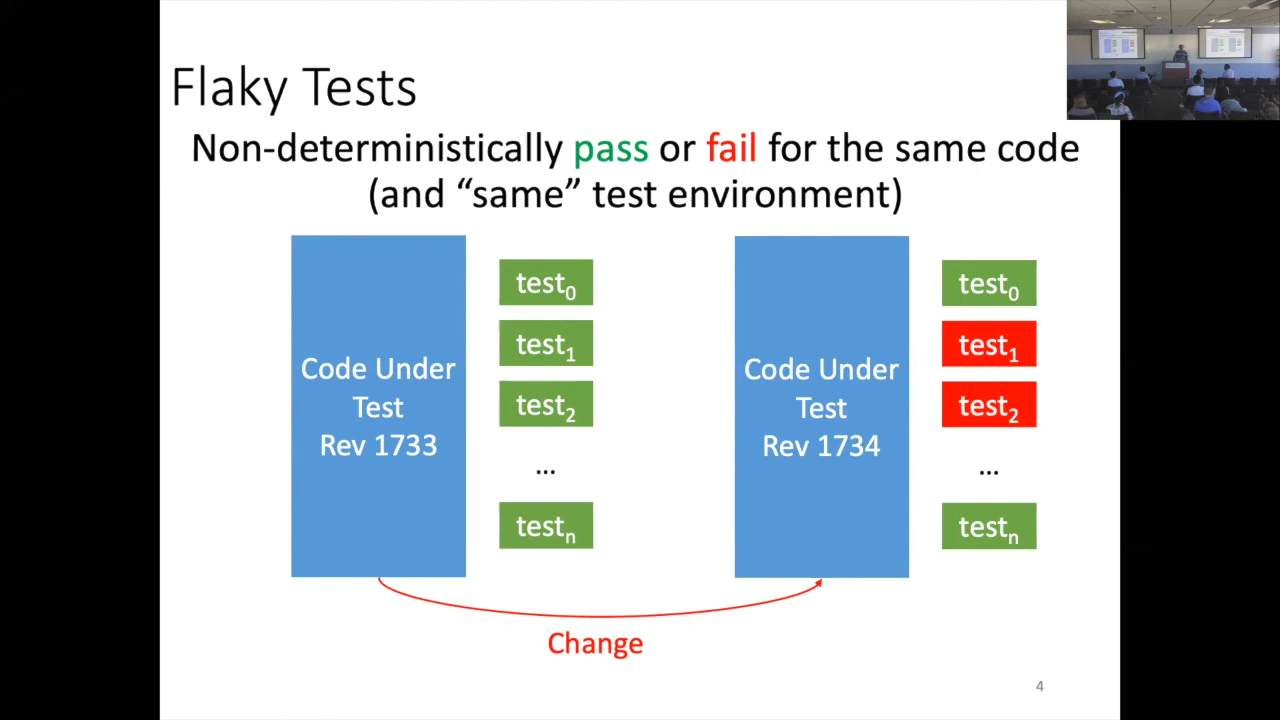 Flaky Tests
Non-deterministically pass or fail for the same code
(and “same” test environment)
Code Under
Test
Rev 1733
test0
test1
test2
...
testn
Code Under
Test
Rev 1734
test0
test1
test2
...
testn
Change
4